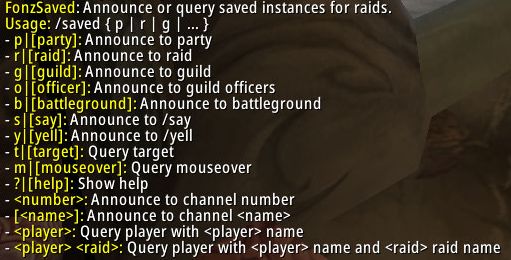 FonzSaved: Announce or query saved instances for raids.
Usage: /saved { p | r | g | ... }
- p|[party]: Announce to party
- r|[raid]: Announce to raid
- g|[guild]: Announce to guild
- o|[officer]: Announce to guild officers
- b|[battleground]: Announce to battleground
- s|[say]: Announce to /say
- y|[yell]: Announce to /yell
- t|[target]: Query target
- m|[mouseover]: Query mouseover
- ?|[help]: Show help
- <number>: Announce to channel number
- [<name>]: Announce to channel <name>
- <player>: Query player with <player> name
- <player> <raid>: Query player with <player> name and <raid> raid name